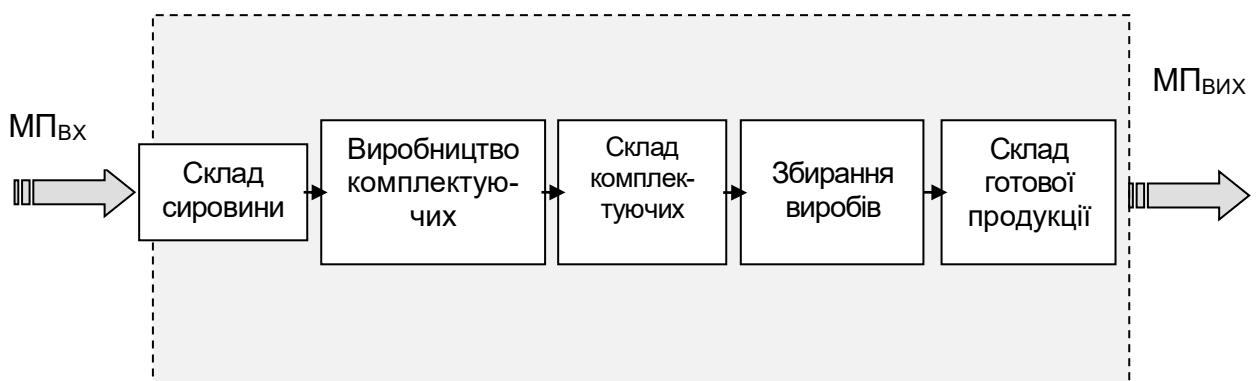 МПВХ
МПВИХ
Склад
сировини
Виробництво
комплектую-
чих
Склад
комплек-
туючих
Збирання
виробів
Склад
готової
продукції